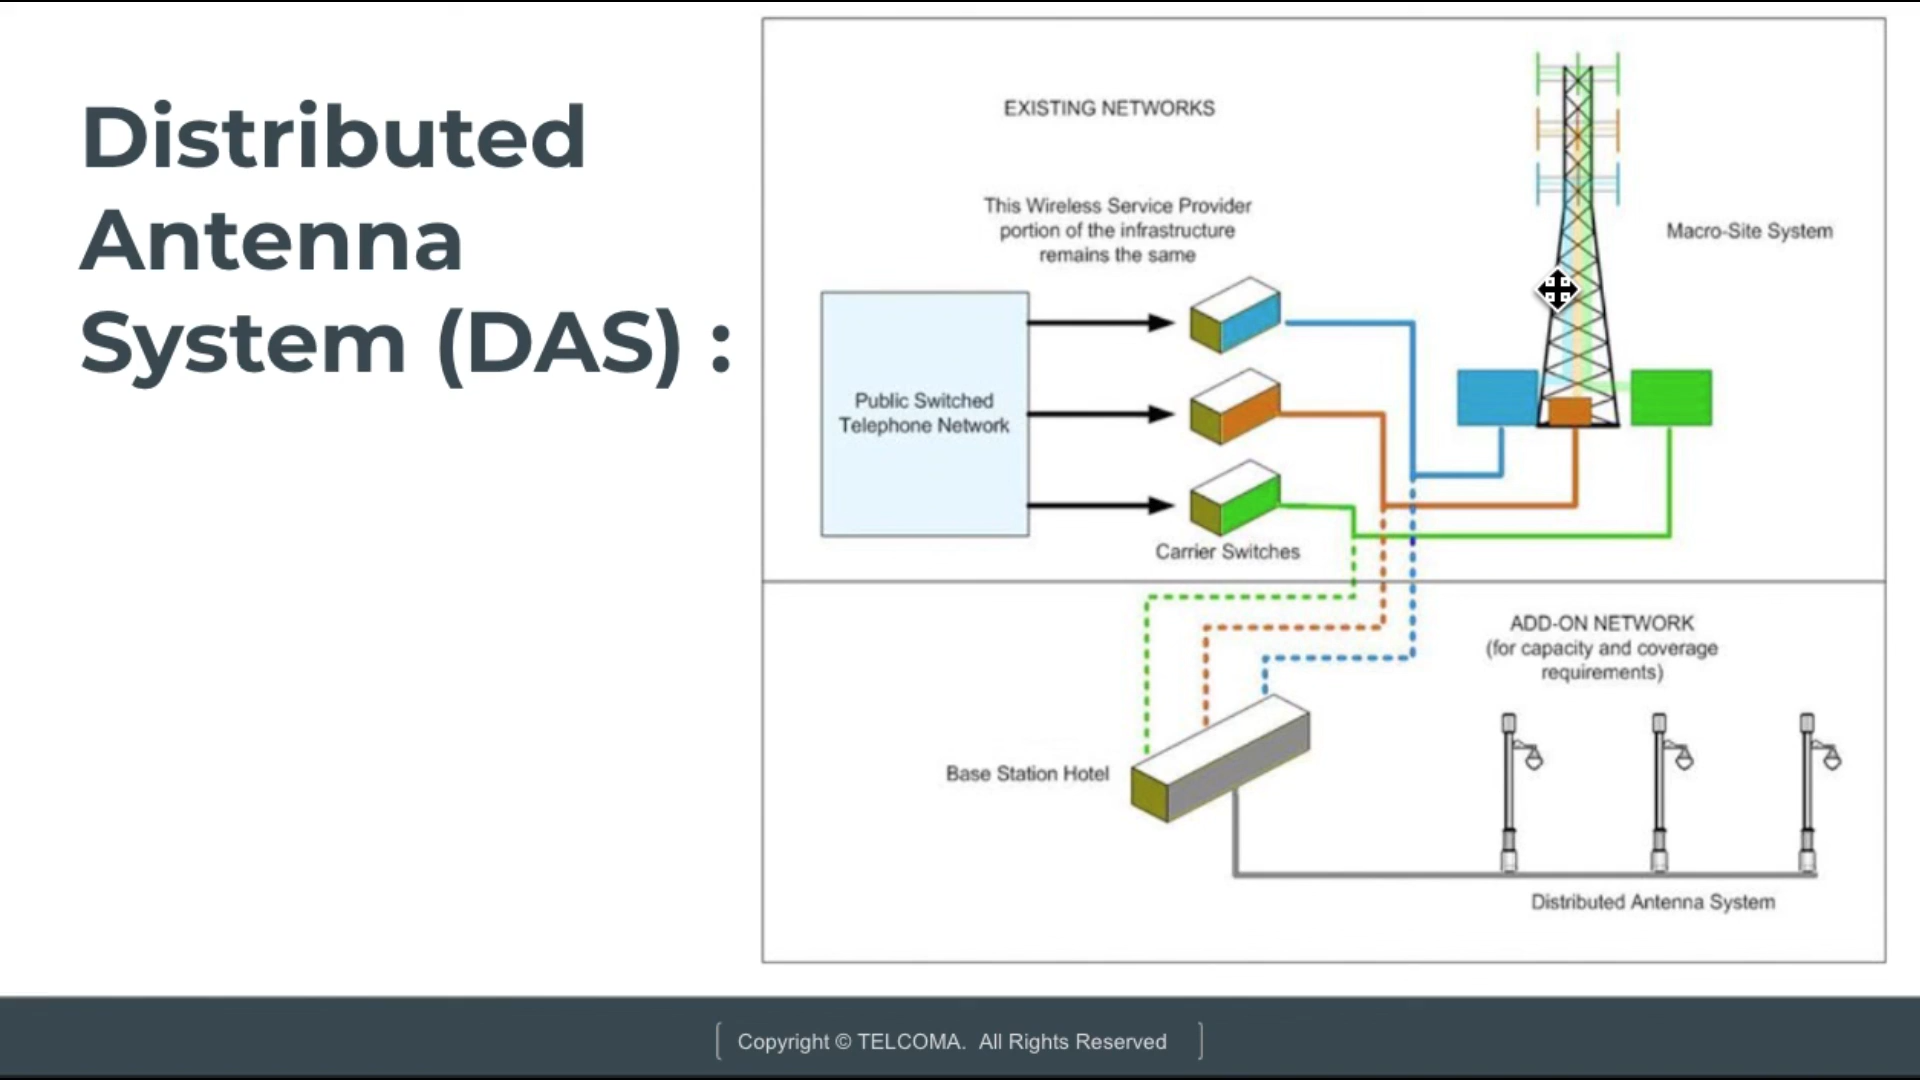 Distributed
Antenna
System (DAS) :
EXISTING NETWORKS
This Wireless Service Provider
portion of the infrastructure
remains the same
Macro-Site System
Public Switched
Telephone Network
Carrier Switches
ADD-ON NETWORK
(for capacity and coverage
requirements)
Base Station Hotel
Distributed Antenna System
Copyright © TELCOMA. All Rights Reserved